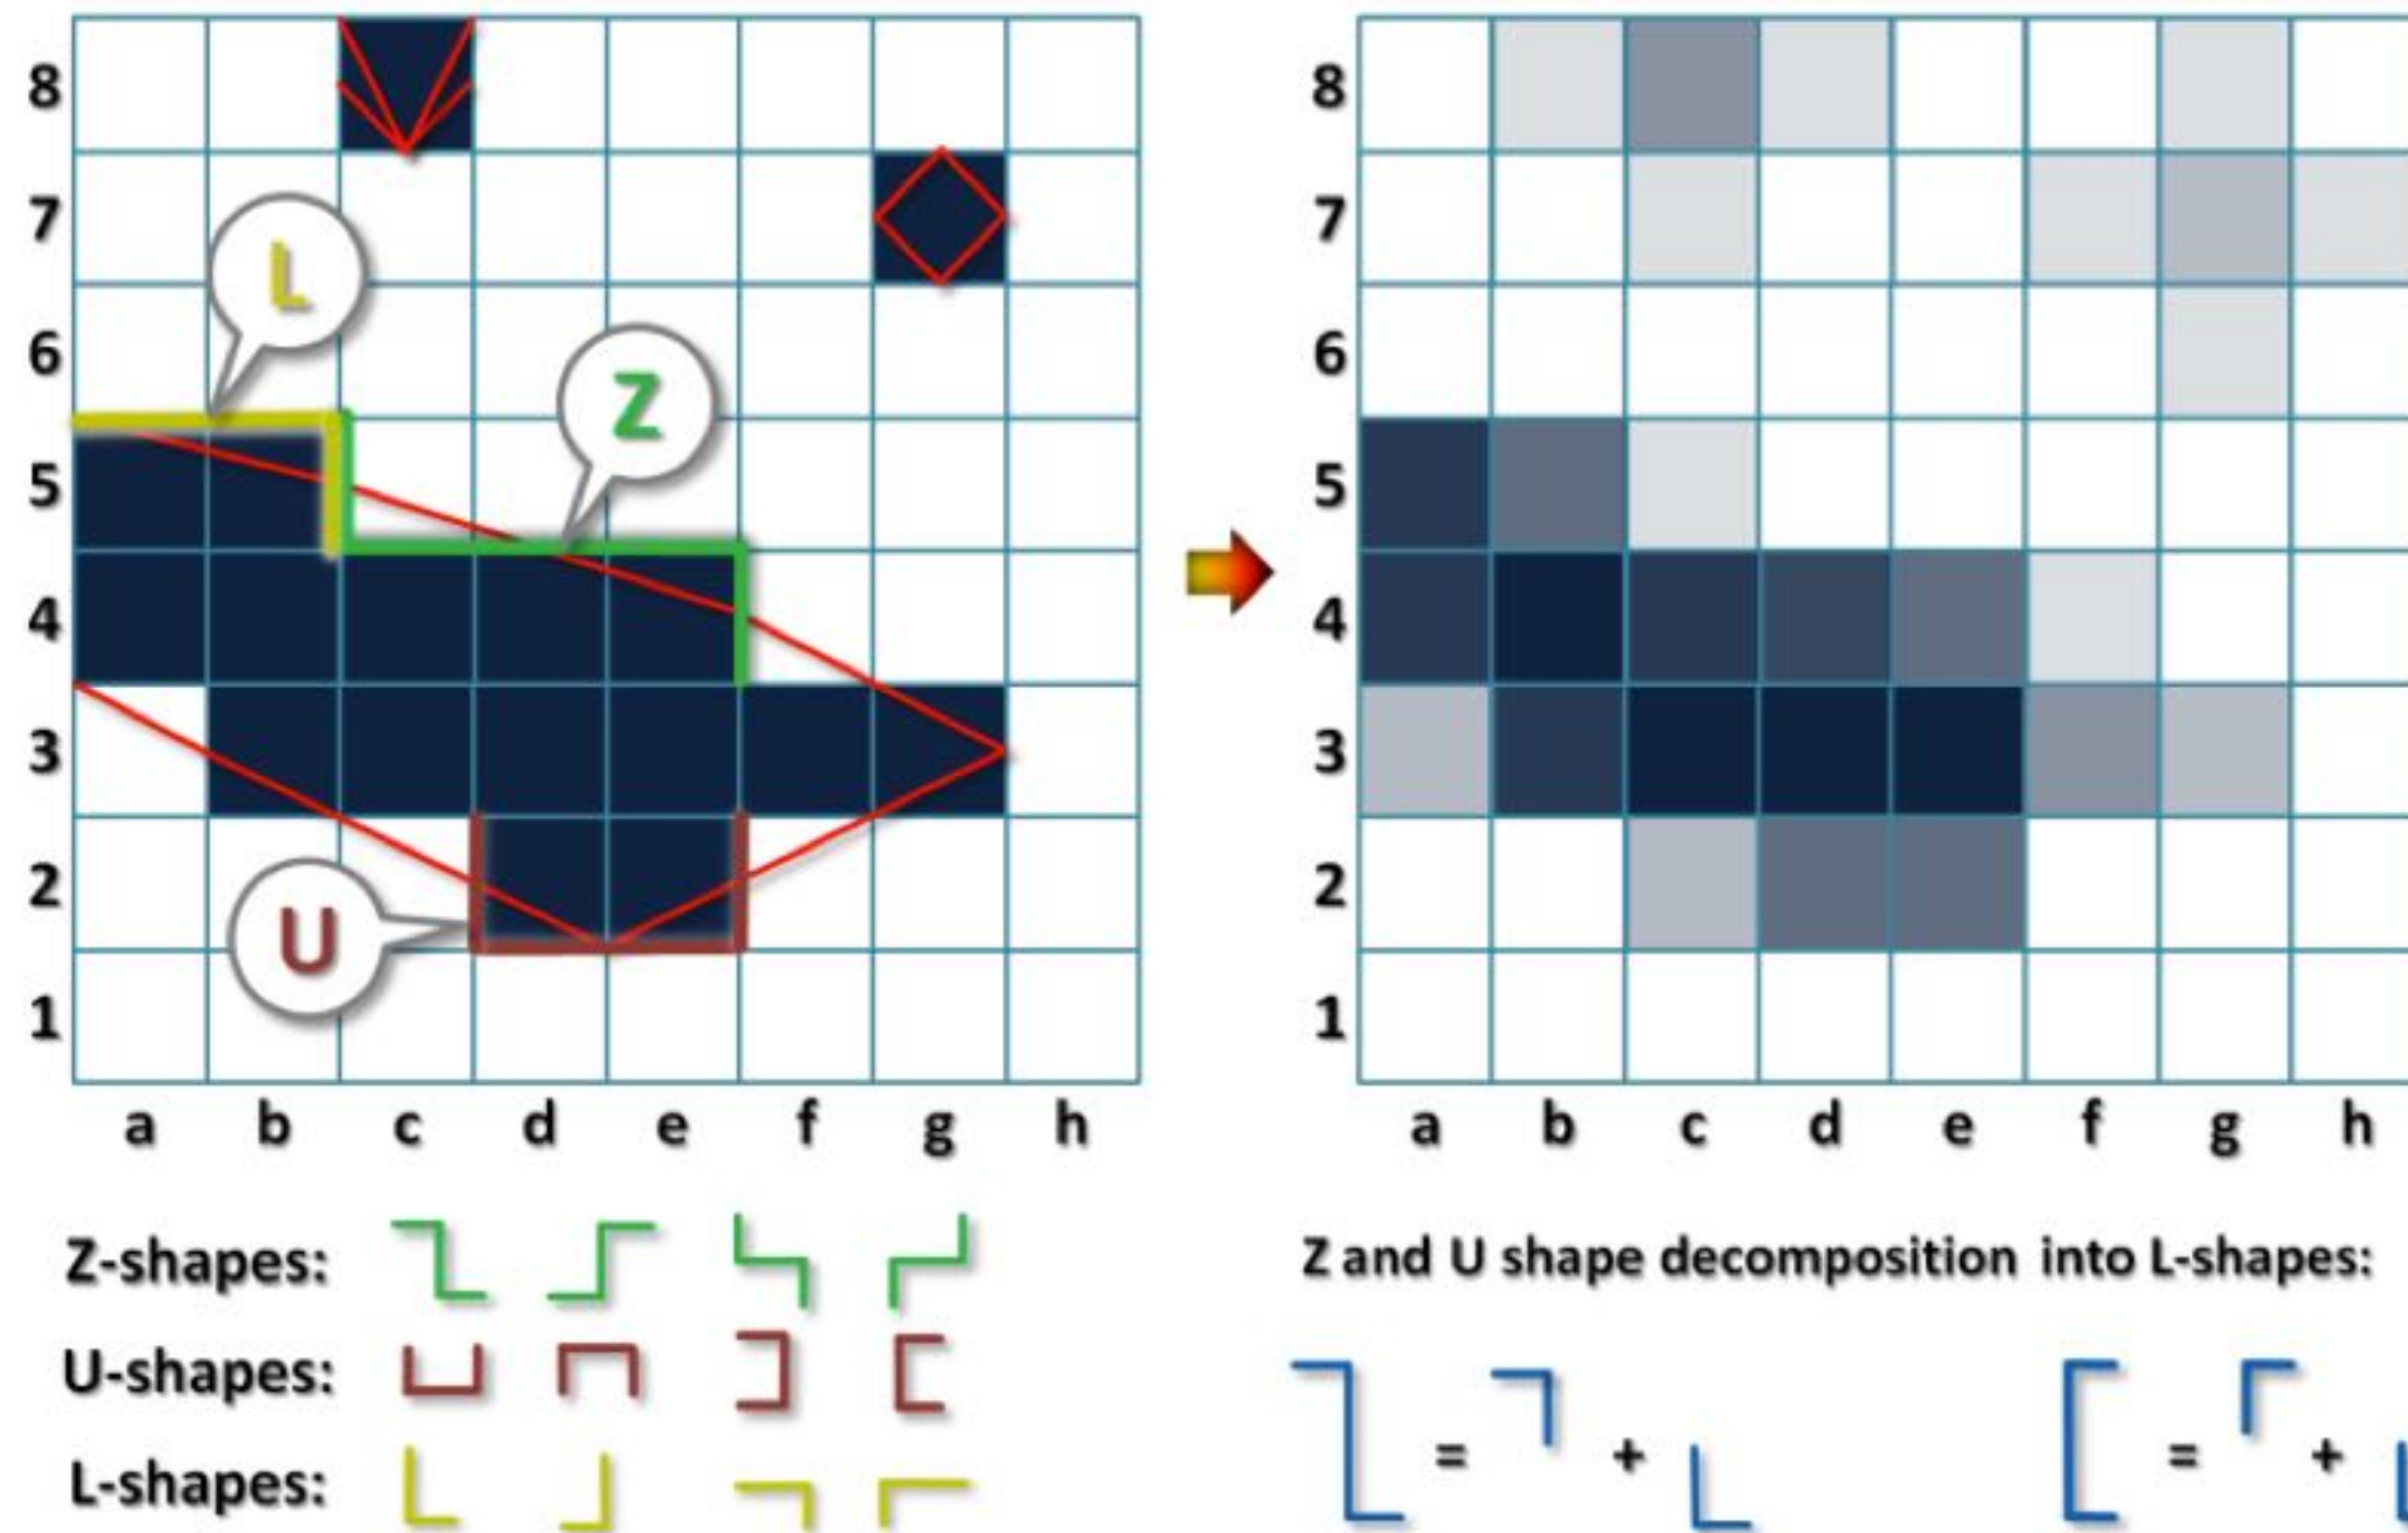 8 8
7 7
L
6 6
Z
5 5
4 4
3 3
2 2
U
1 1
a b c d e f g h a b c d e f g h
Z-shapes: Z and U shape decomposition into L-shapes:
U-shapes:
= + = +
L-shapes: